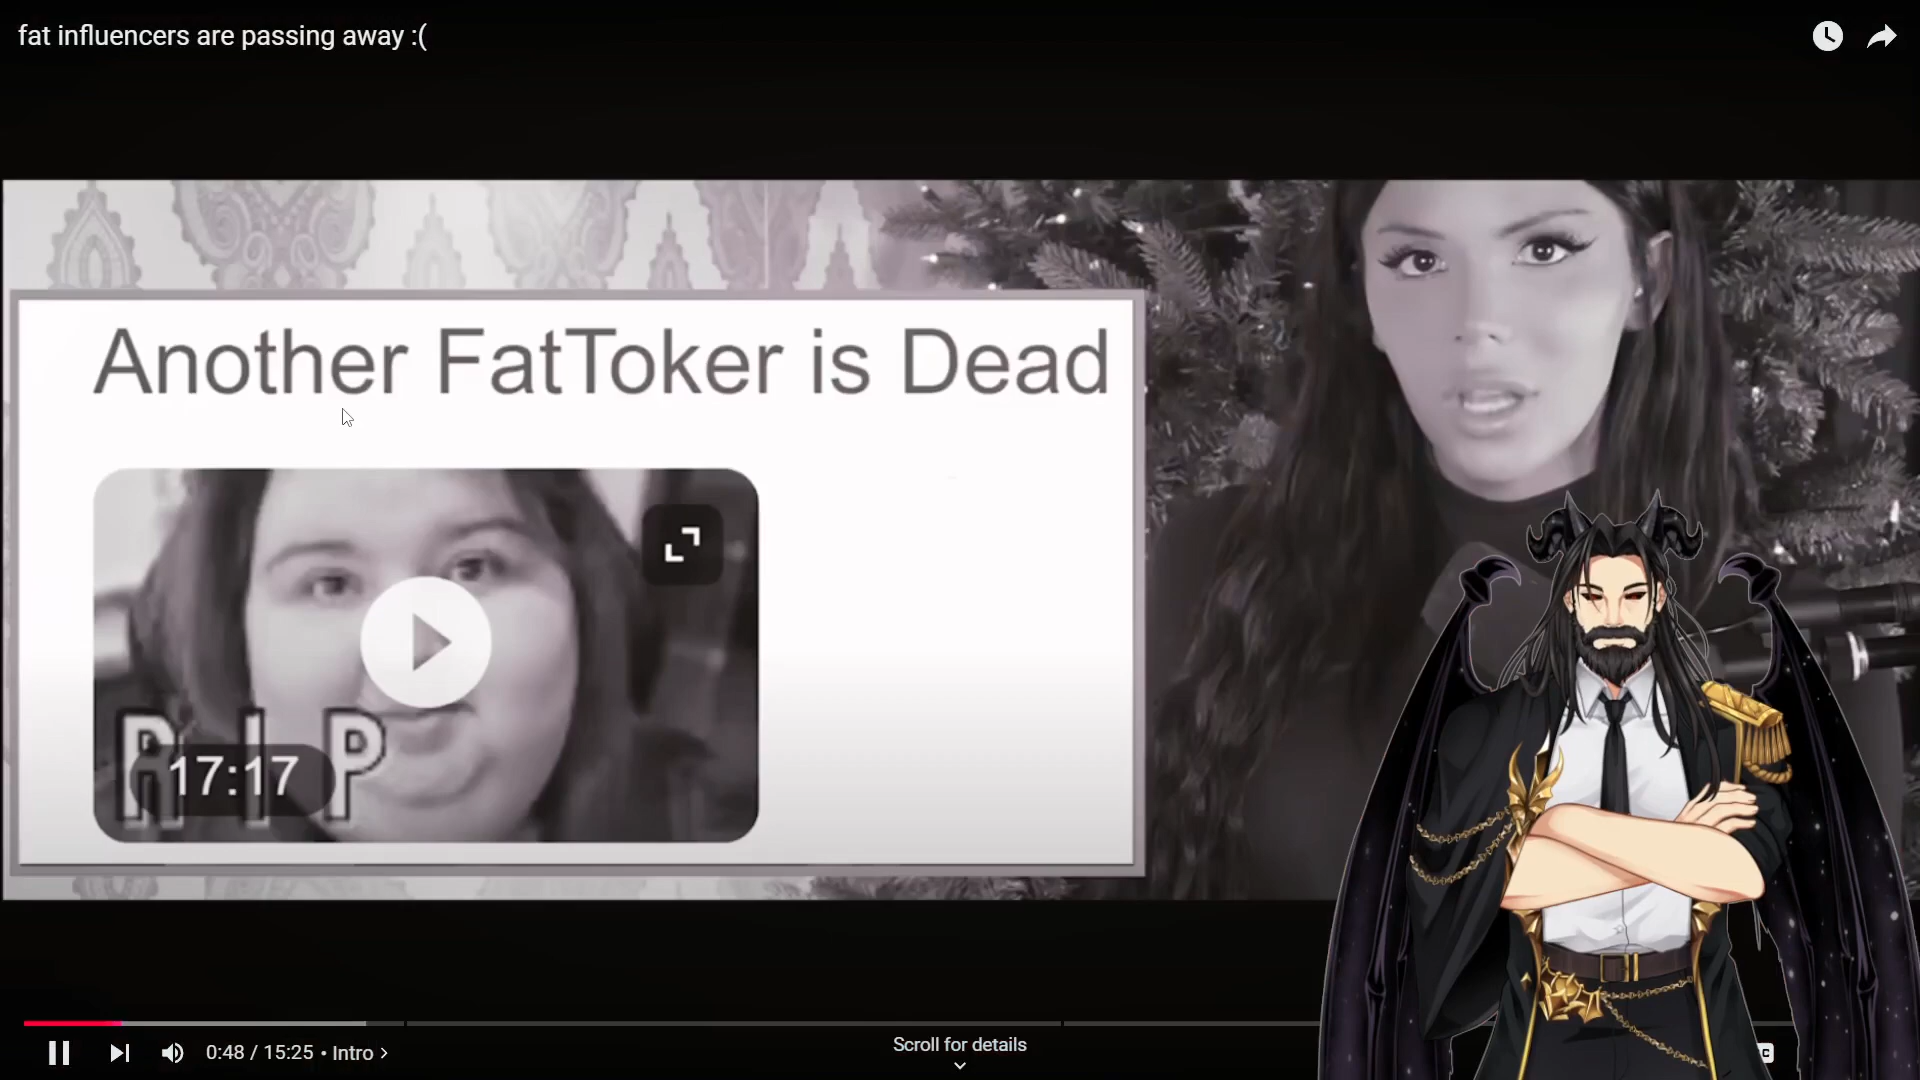 fat influencers are passing away :(
Another FatToker is Dead
R I P
17:17
Scroll for details
0:48 / 15:25 • Intro >